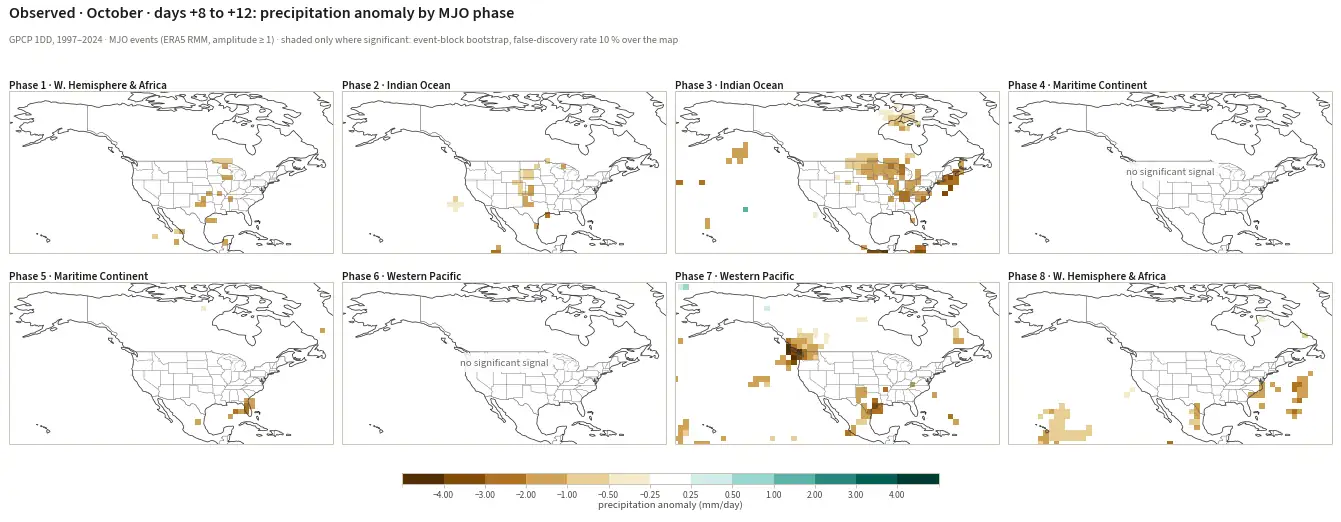 Observed · October · days +8 to +12: precipitation anomaly by MJO phase
GPCP 1DD, 1997–2024 · MJO events (ERA5 RMM, amplitude ≥ 1) · shaded only where significant: event-block bootstrap, false-discovery rate 10 % over the map
Phase 1 · W. Hemisphere & Africa
Phase 2 · Indian Ocean
Phase 3 · Indian Ocean
Phase 4 · Maritime Continent
no significant signal
Phase 5 · Maritime Continent
Phase 6 · Western Pacific
Phase 7 · Western Pacific
Phase 8 · W. Hemisphere & Africa
no significant signal
−4.00 −3.00 −2.00 −1.00 −0.50 −0.25 0.25 0.50 1.00 2.00 3.00 4.00
precipitation anomaly (mm/day)